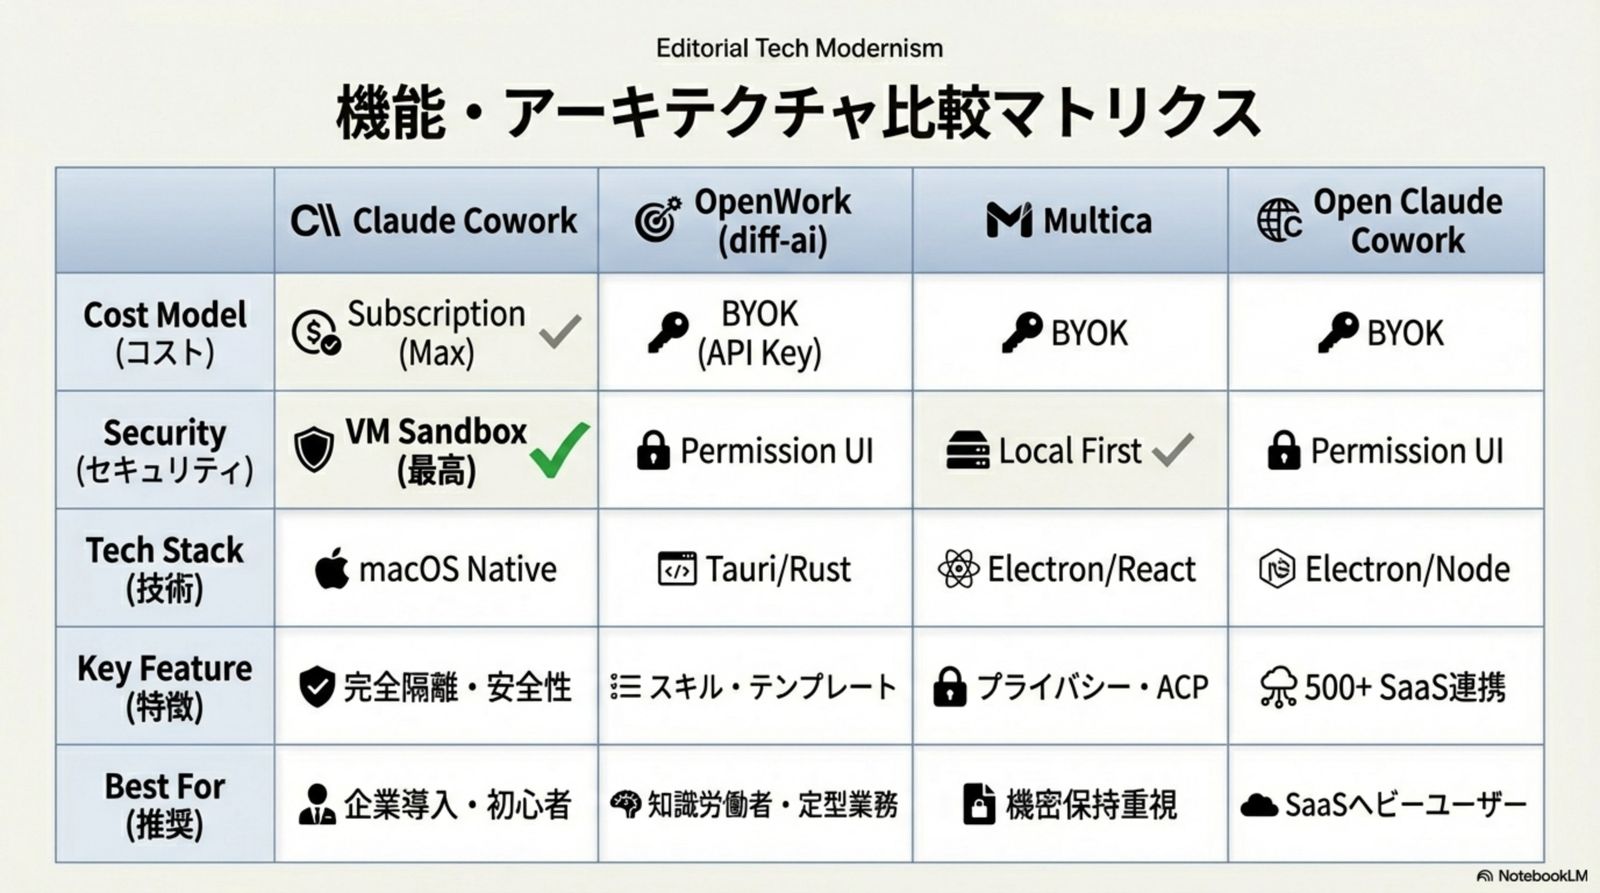 Editorial Tech Modernism
機能・アーキテクチャ比較マトリクス
Claude Cowork
OpenWork
(diff-ai)
Multica
Open Claude
Cowork
Cost Model
(コスト)
Subscription
(Max)
BYOK
(API Key)
BYOK
BYOK
Security
(セキュリティ)
VM Sandbox
(最高)
Permission UI
Local First
Permission UI
Tech Stack
(技術)
macOS Native
Tauri/Rust
Electron/React
Electron/Node
Key Feature
(特徴)
完全隔離・安全性
スキル・テンプレート
プライバシー・ACP
500+ SaaS連携
Best For
(推奨)
企業導入・初心者
知識労働者・定型業務
機密保持重視
SaaSヘビーユーザー
NotebookLM